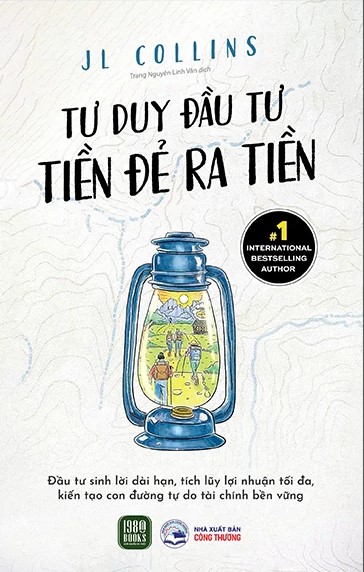 JL COLLINS
Trang Nguyên Linh Vân dịch
TƯ DUY ĐẦU TƯ
TIỀN ĐẺ RA TIỀN
#1
INTERNATIONAL
BESTSELLING
AUTHOR
Đầu tư sinh lời dài hạn, tích lũy lợi nhuận tối đa,
kiến tạo con đường tự do tài chính bền vững
1980
BOOKS
NHÀ XUẤT BẢN
CÔNG THƯƠNG